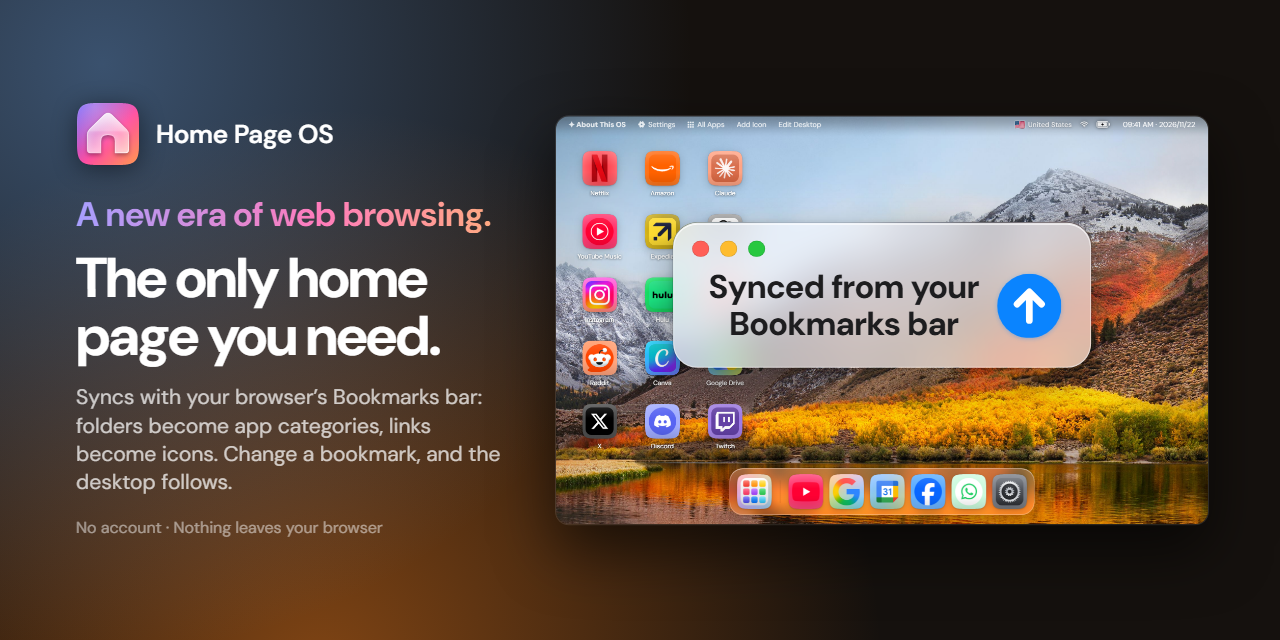 Home Page OS
A new era of web browsing.
The only home
page you need.
Syncs with your browser’s Bookmarks bar:
folders become app categories, links
become icons. Change a bookmark, and the
desktop follows.
No account · Nothing leaves your browser
About This OS Settings All Apps Add Icon Edit Desktop United States 09:41 AM · 2026/11/22
Netflix Amazon Claude
YouTube Music
Synced from your
Bookmarks bar
hulu
Instagram Hulu
Reddit Canva Google Drive
X Discord Twitch
31